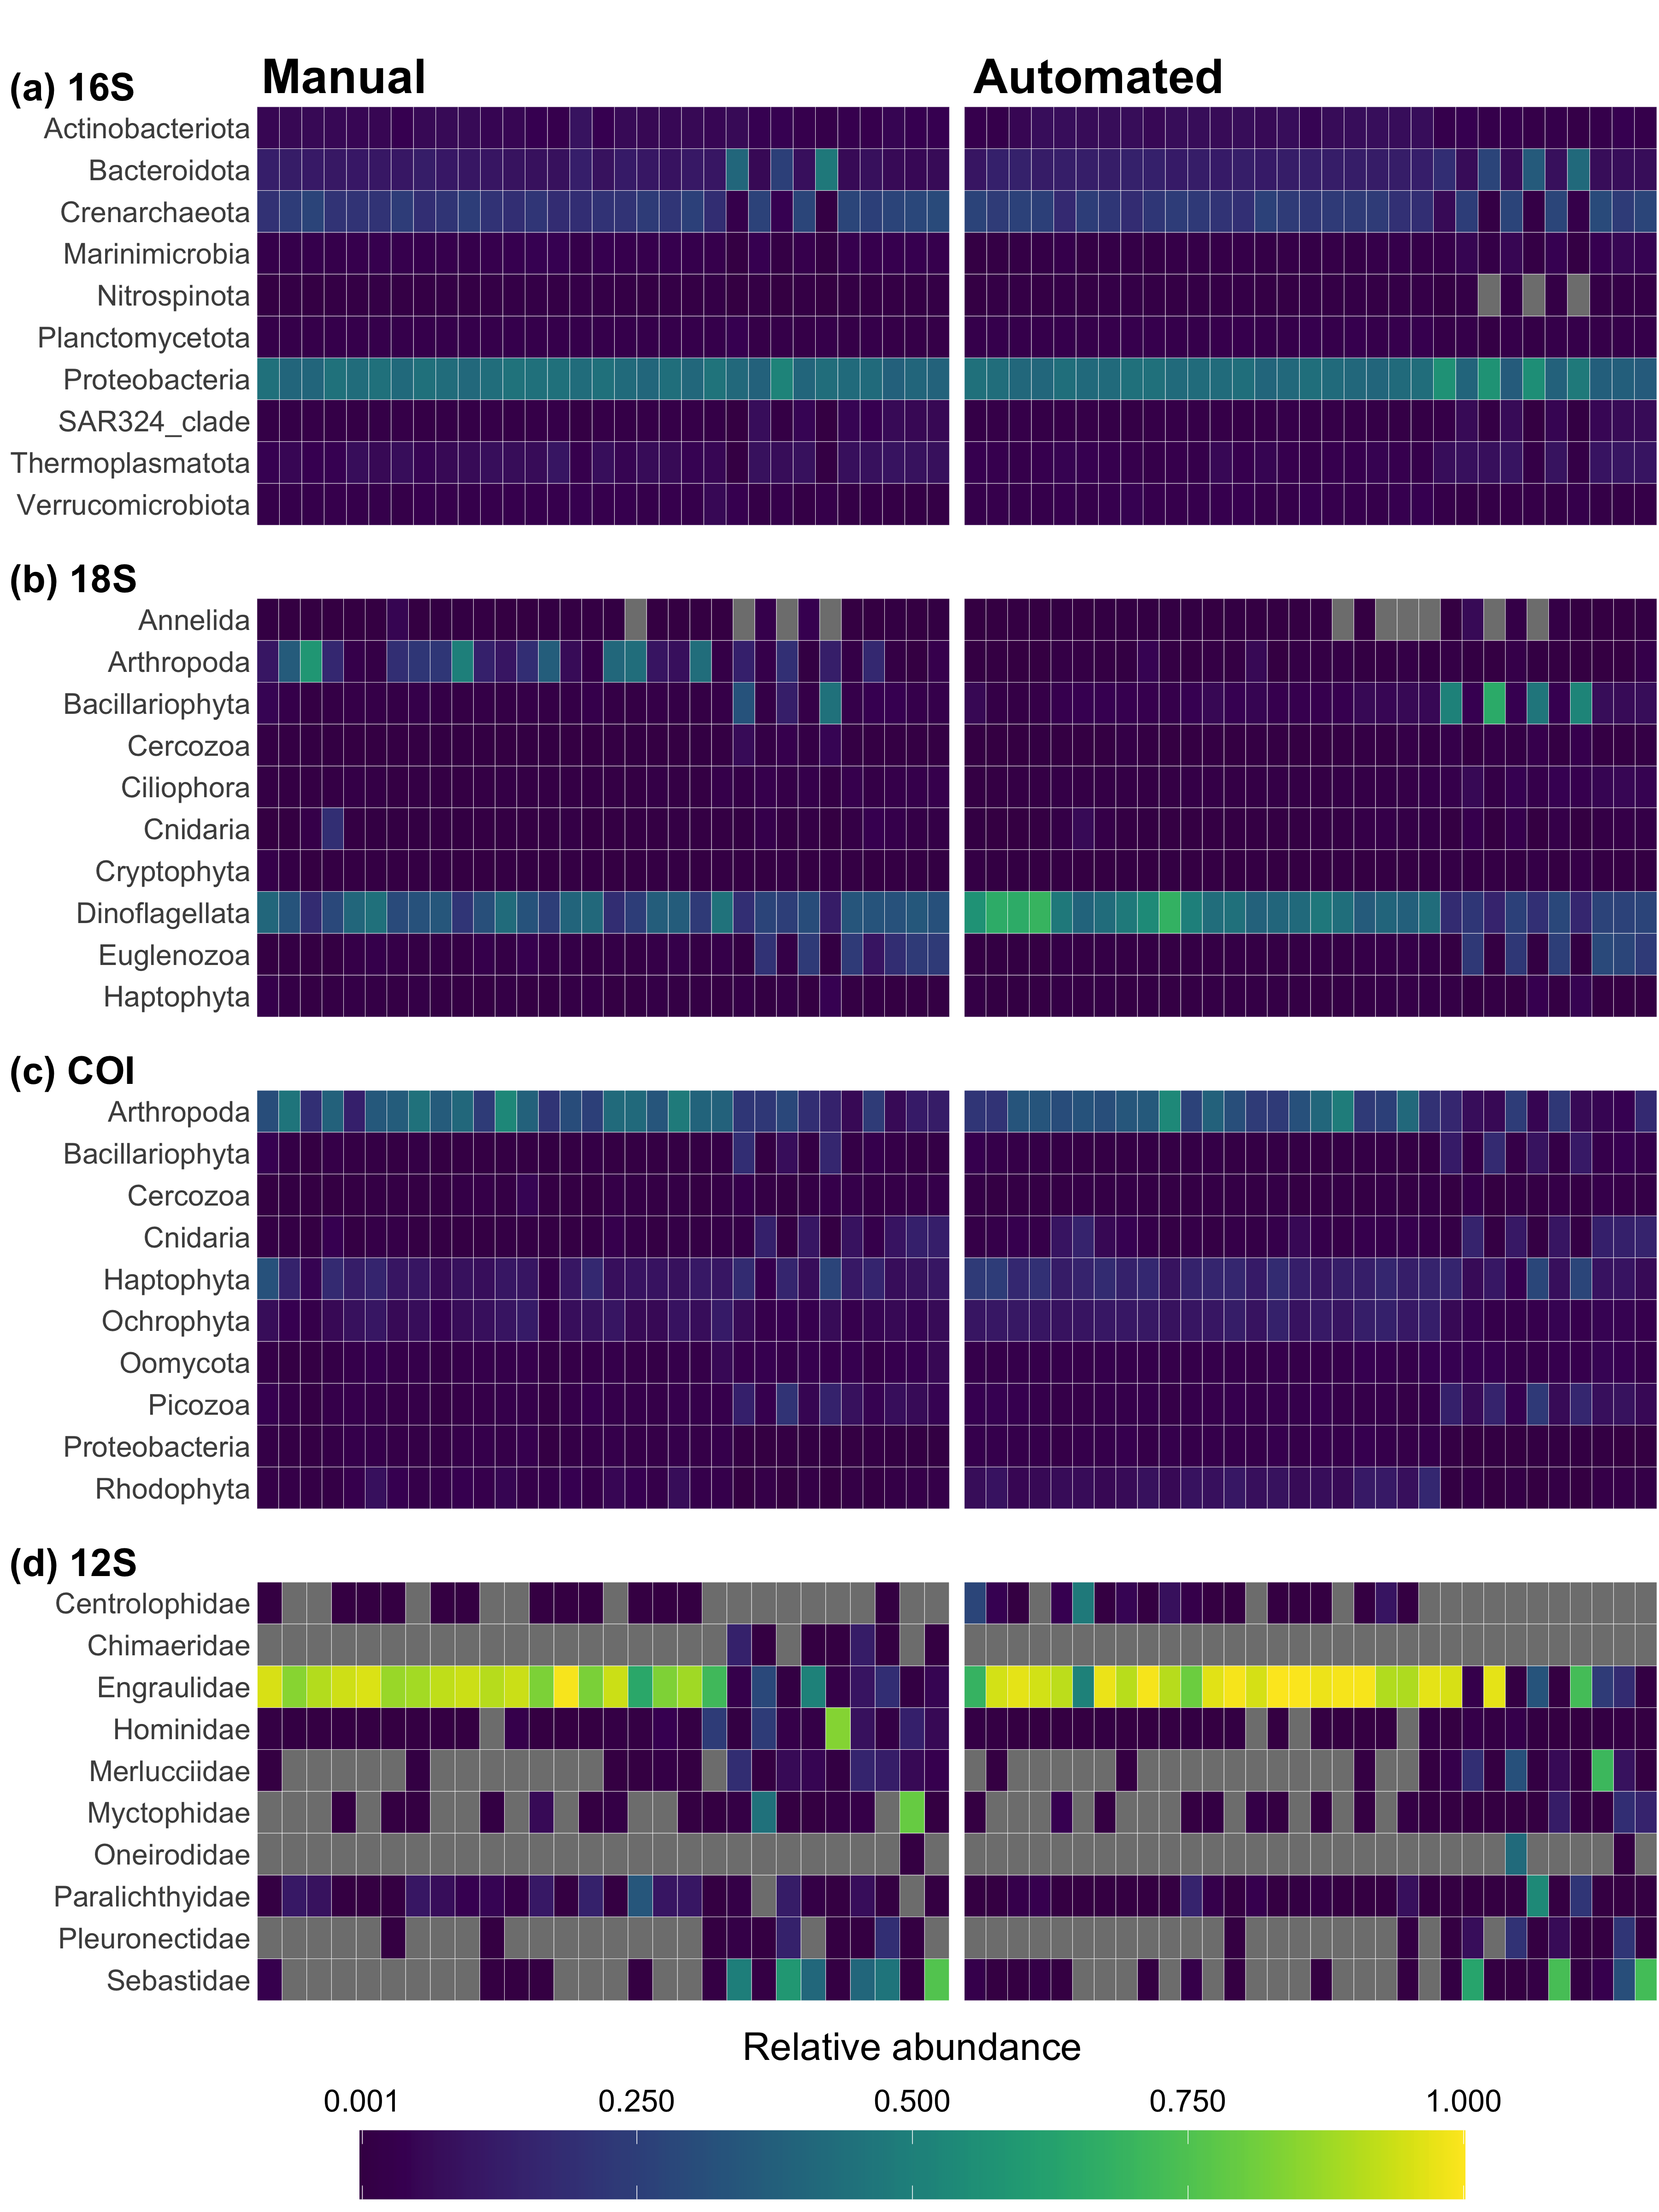 Manual Automated
(a) 16S
Actinobacteriota
Bacteroidota
Crenarchaeota
Marinimicrobia
Nitrospinota
Planctomycetota
Proteobacteria
SAR324_clade
Thermoplasmatota
Verrucomicrobiota
(b) 18S
Annelida
Arthropoda
Bacillariophyta
Cercozoa
Ciliophora
Cnidaria
Cryptophyta
Dinoflagellata
Euglenozoa
Haptophyta
(c) COI
Arthropoda
Bacillariophyta
Cercozoa
Cnidaria
Haptophyta
Ochrophyta
Oomycota
Picozoa
Proteobacteria
Rhodophyta
(d) 12S
Centrolophidae
Chimaeridae
Engraulidae
Hominidae
Merlucciidae
Myctophidae
Oneirodidae
Paralichthyidae
Pleuronectidae
Sebastidae
Relative abundance
0.001 0.250 0.500 0.750 1.000